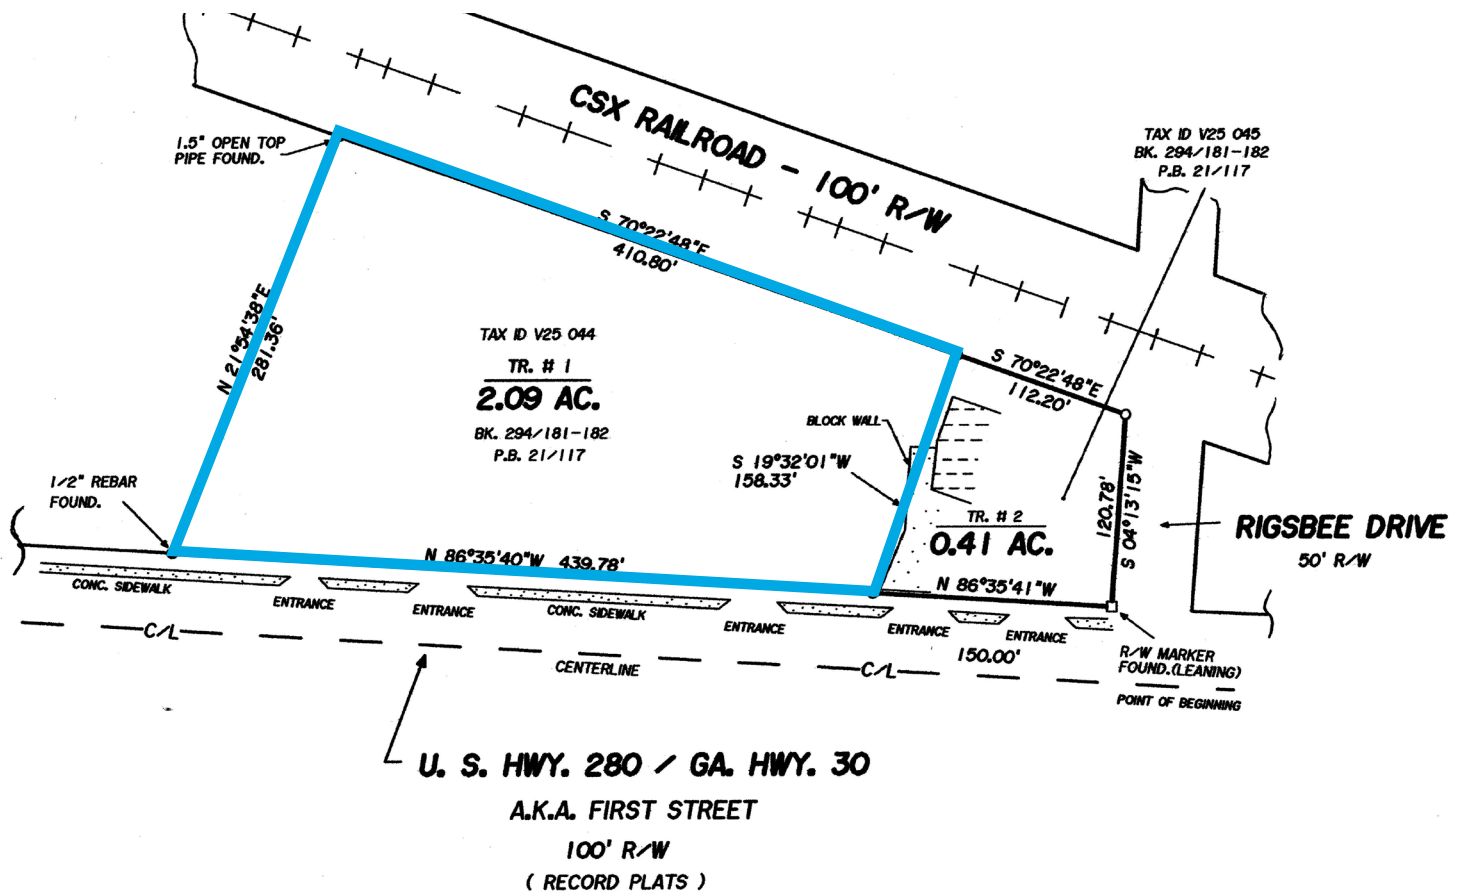 CSX RAILROAD - 100' R/W
TAX ID V25 045
BK. 294/181-182
P.B. 21/117
1.5" OPEN TOP
PIPE FOUND.
S 70°22'48"E
410.80'
N 21°54'38"E
281.36'
TAX ID V25 044
TR. # 1
2.09 AC.
BK. 294/181-182
P.B. 21/117
S 70°22'48"E
112.20'
BLOCK WALL
S 19°32'01"W
158.33'
1/2" REBAR
FOUND.
TR. # 2
0.41 AC.
120.78'
S 04°13'15"W
RIGSBEE DRIVE
50' R/W
N 86°35'40"W 439.78'
N 86°35'41"W
CONC. SIDEWALK
ENTRANCE
ENTRANCE
CONC. SIDEWALK
ENTRANCE
ENTRANCE
ENTRANCE
150.00'
R/W MARKER
FOUND.(LEANING)
POINT OF BEGINNING
C/L
CENTERLINE
C/L
U. S. HWY. 280 / GA. HWY. 30
A.K.A. FIRST STREET
100' R/W
( RECORD PLATS )